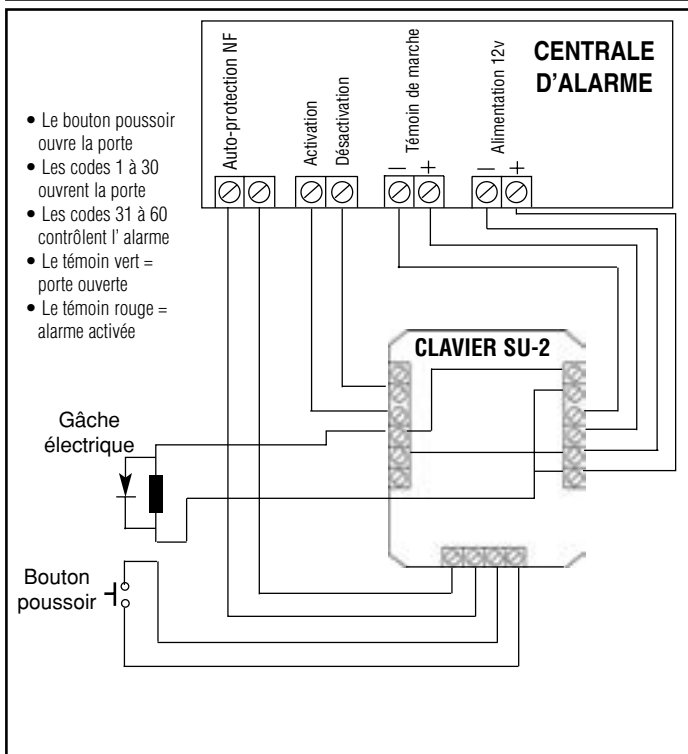 CENTRALE
D'ALARME
Auto-protection NF
Activation
Désactivation
Témoin de marche
Alimentation 12v
– + – +
• Le bouton poussoir
ouvre la porte
• Les codes 1 à 30
ouvrent la porte
• Les codes 31 à 60
contrôlent l' alarme
• Le témoin vert =
porte ouverte
• Le témoin rouge =
alarme activée
CLAVIER SU-2
Gâche
électrique
Bouton
poussoir